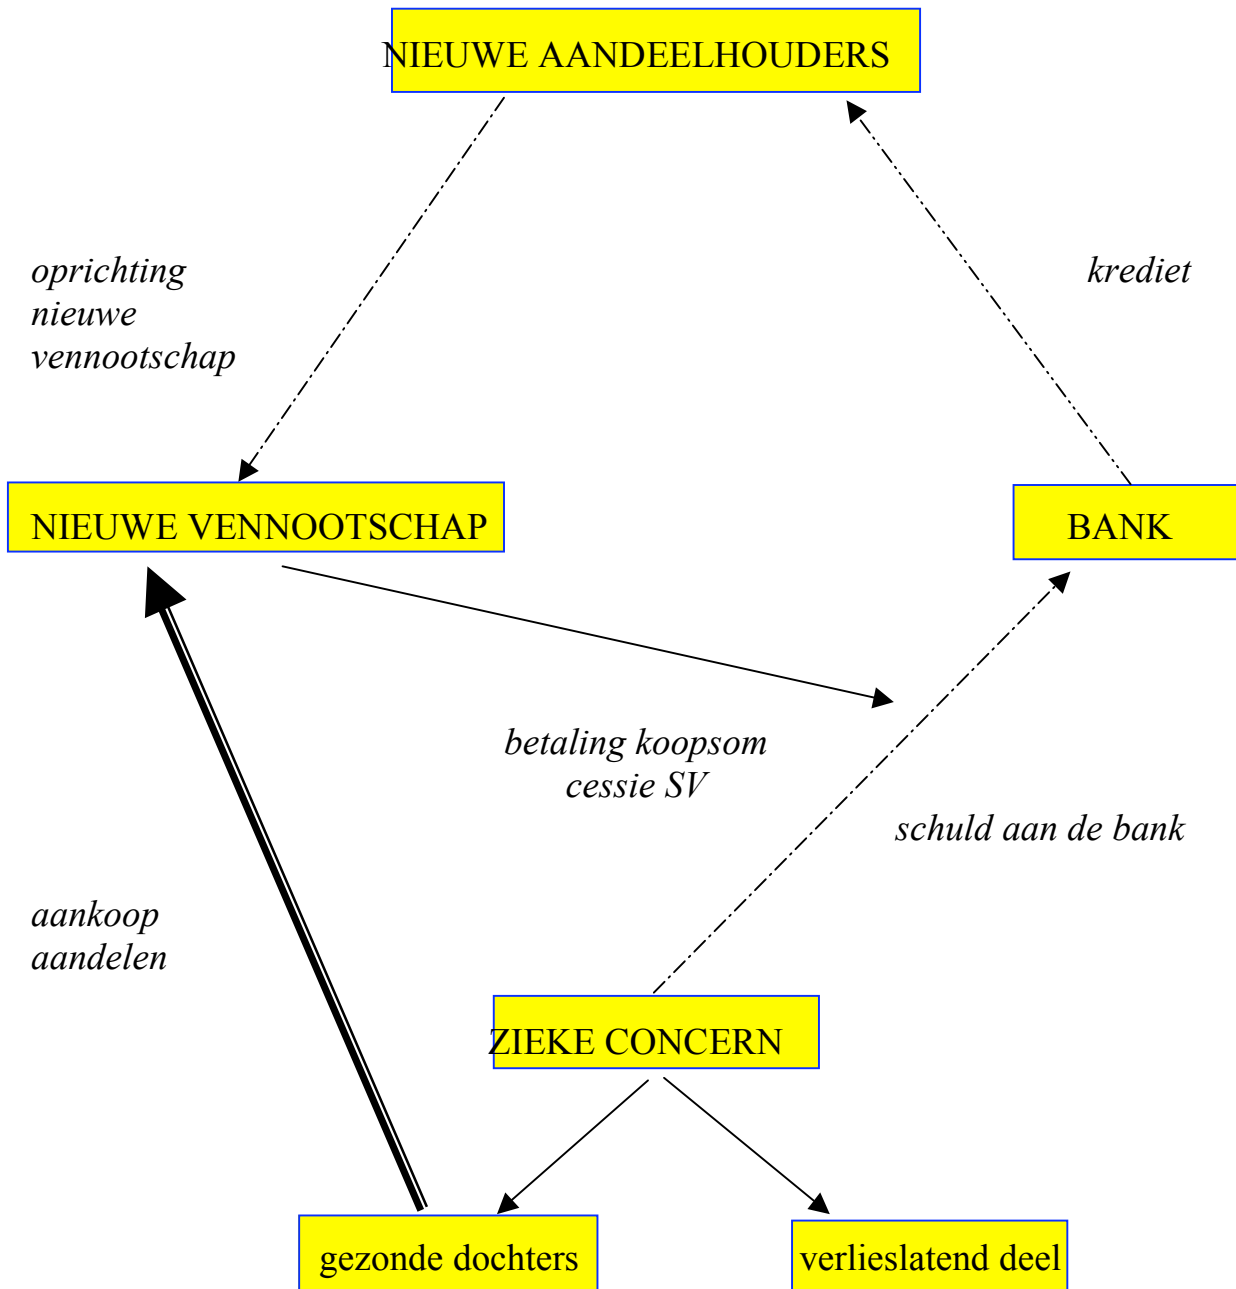 NIEUWE AANDEELHOUDERS
oprichting
nieuwe
vennootschap
krediet
NIEUWE VENNOOTSCHAP
BANK
betaling koopsom
cessie SV
schuld aan de bank
aankoop
aandelen
ZIEKE CONCERN
gezonde dochters
verlieslatend deel